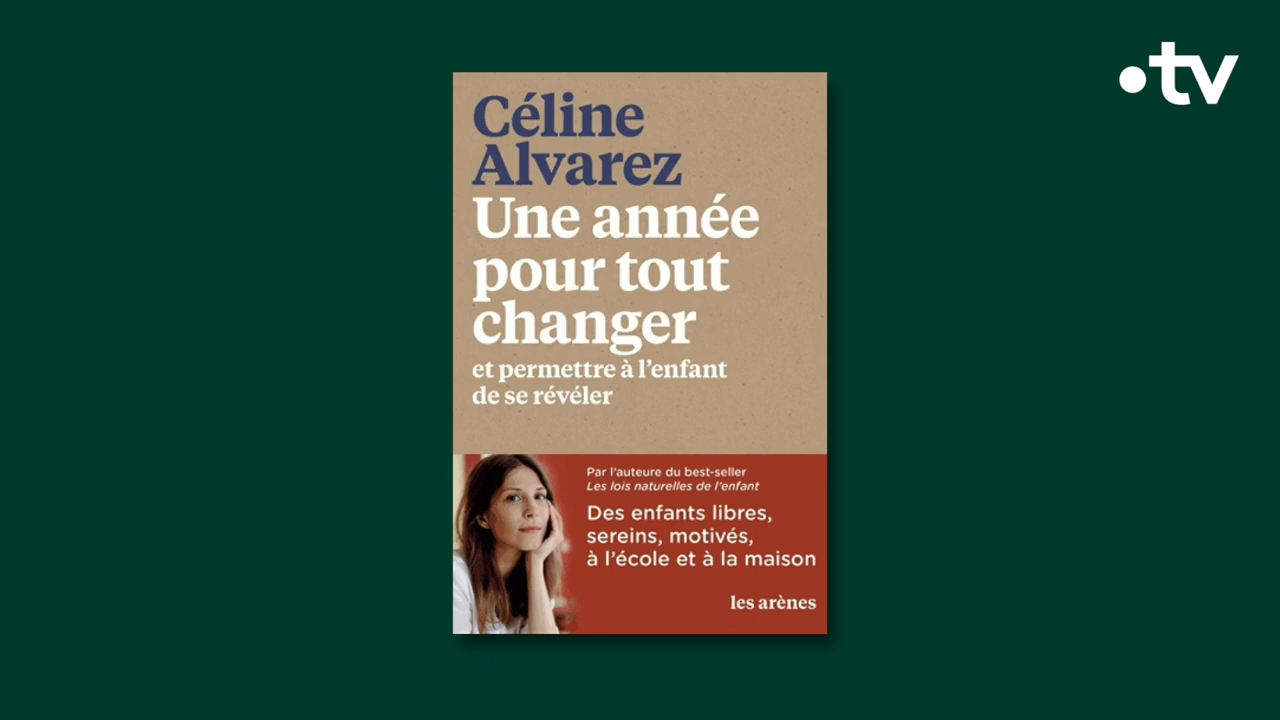 •tv
Céline
Alvarez
Une année
pour tout
changer
et permettre à l’enfant
de se révéler
Par l’auteure du best-seller
Les lois naturelles de l’enfant
Des enfants libres,
sereins, motivés,
à l’école et à la maison
les arènes